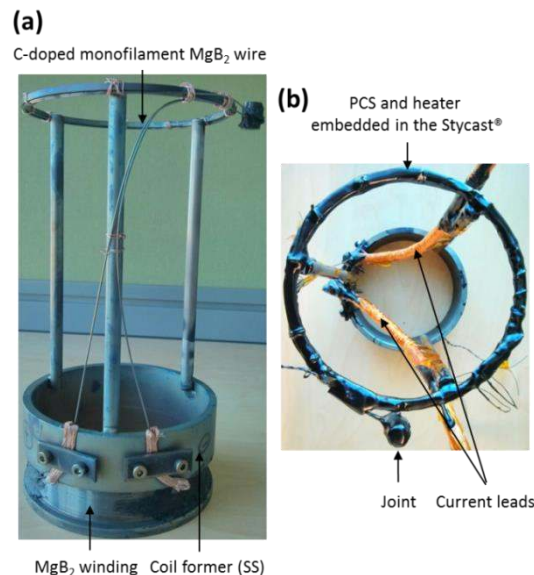 (a)
C-doped monofilament MgB₂ wire
MgB₂ winding
Coil former (SS)
(b)
PCS and heater
embedded in the Stycast®
Joint
Current leads